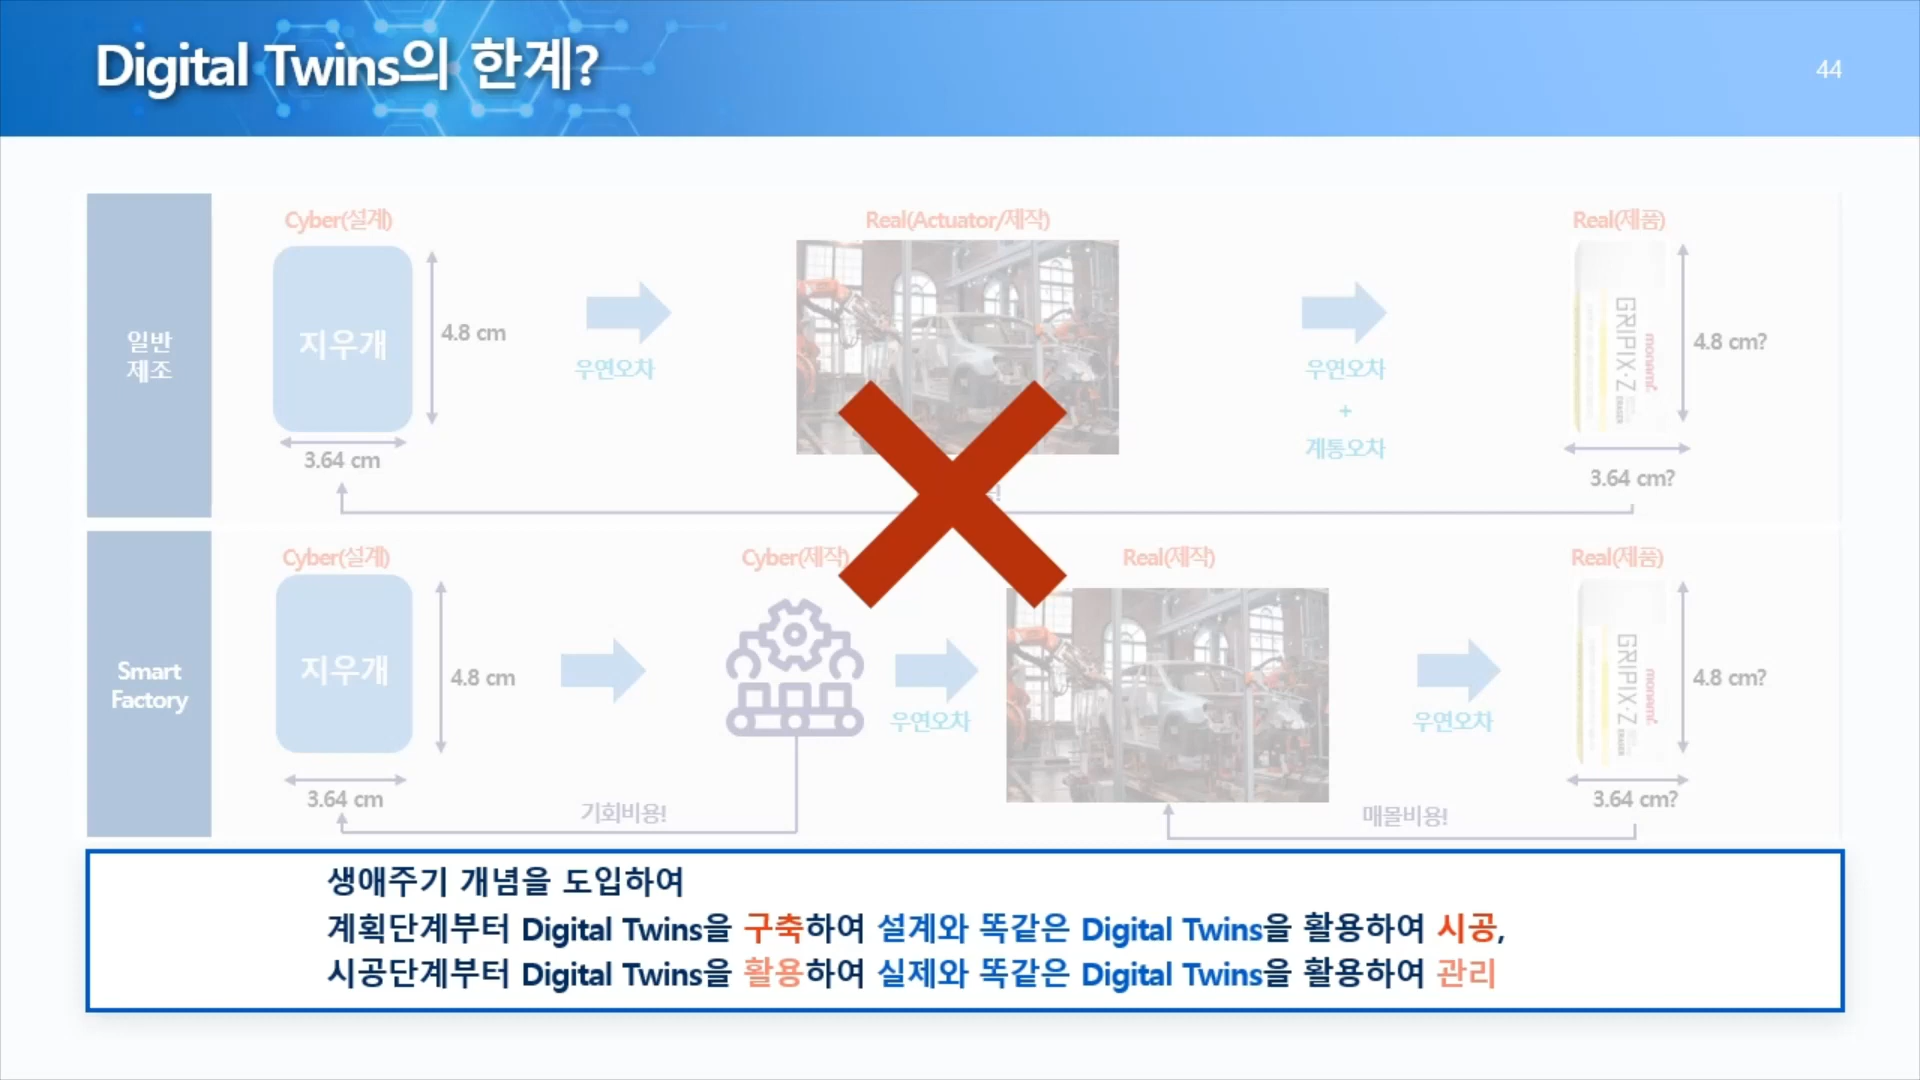 Digital Twins의 한계?
44
일반
제조
Cyber(설계)
지우개
4.8 cm
3.64 cm
우연오차
Real(Actuator/제작)
우연오차
+
계통오차
Real(제품)
GRIPIX·Z
ERASER
monami
4.8 cm?
3.64 cm?
Smart
Factory
Cyber(설계)
지우개
4.8 cm
3.64 cm
기회비용!
Cyber(제작)
우연오차
Real(제작)
우연오차
매몰비용!
Real(제품)
GRIPIX·Z
ERASER
monami
4.8 cm?
3.64 cm?
생애주기 개념을 도입하여
계획단계부터 Digital Twins을 구축하여 설계와 똑같은 Digital Twins을 활용하여 시공,
시공단계부터 Digital Twins을 활용하여 실제와 똑같은 Digital Twins을 활용하여 관리